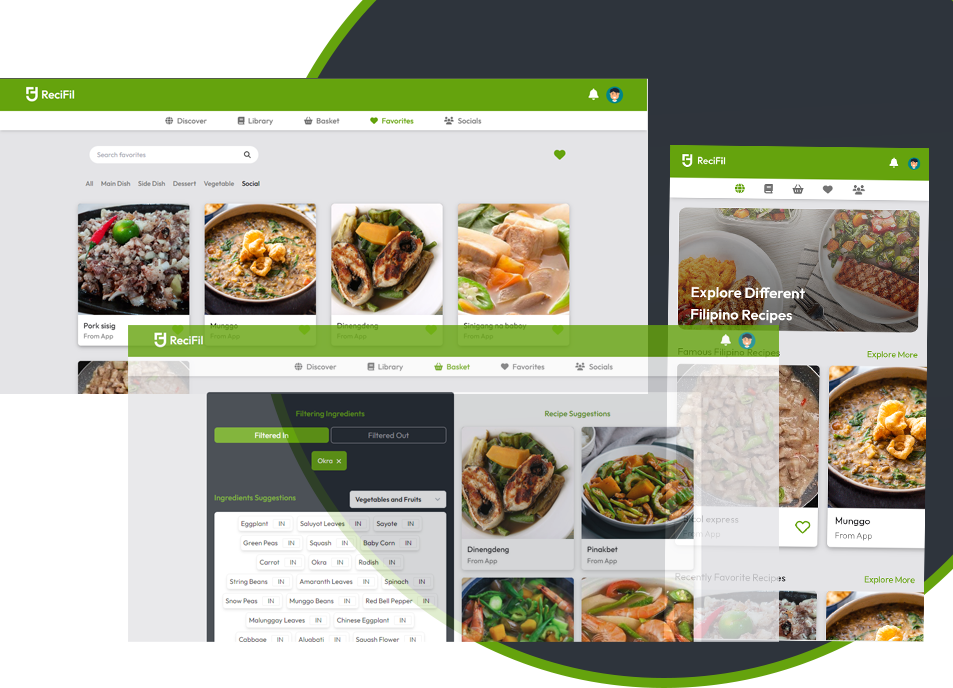 ReciFil
Discover Library Basket Favorites Socials
Search favorites
All Main Dish Side Dish Dessert Vegetable Social
Pork sisig
From App
Munggo
From App
Dinengdeng
From App
Sinigang na baboy
From App
ReciFil
Discover Library Basket Favorites Socials
Filtering Ingredients
Filtered In Filtered Out
Okra ×
Ingredients Suggestions Vegetables and Fruits
Eggplant IN Saluyot Leaves IN Sayote IN
Green Peas IN Squash IN Baby Corn IN
Carrot IN Okra IN Radish IN
String Beans IN Amaranth Leaves IN Spinach IN
Snow Peas IN Munggo Beans IN Red Bell Pepper IN
Malunggay Leaves IN Chinese Eggplant IN
Cabbage IN Alugbati IN Squash Flower IN
Recipe Suggestions
Dinengdeng
From App
Pinakbet
From App
ReciFil
Explore Different
Filipino Recipes
Famous Filipino Recipes Explore More
express
Munggo
From App
Recently Favorite Recipes Explore More